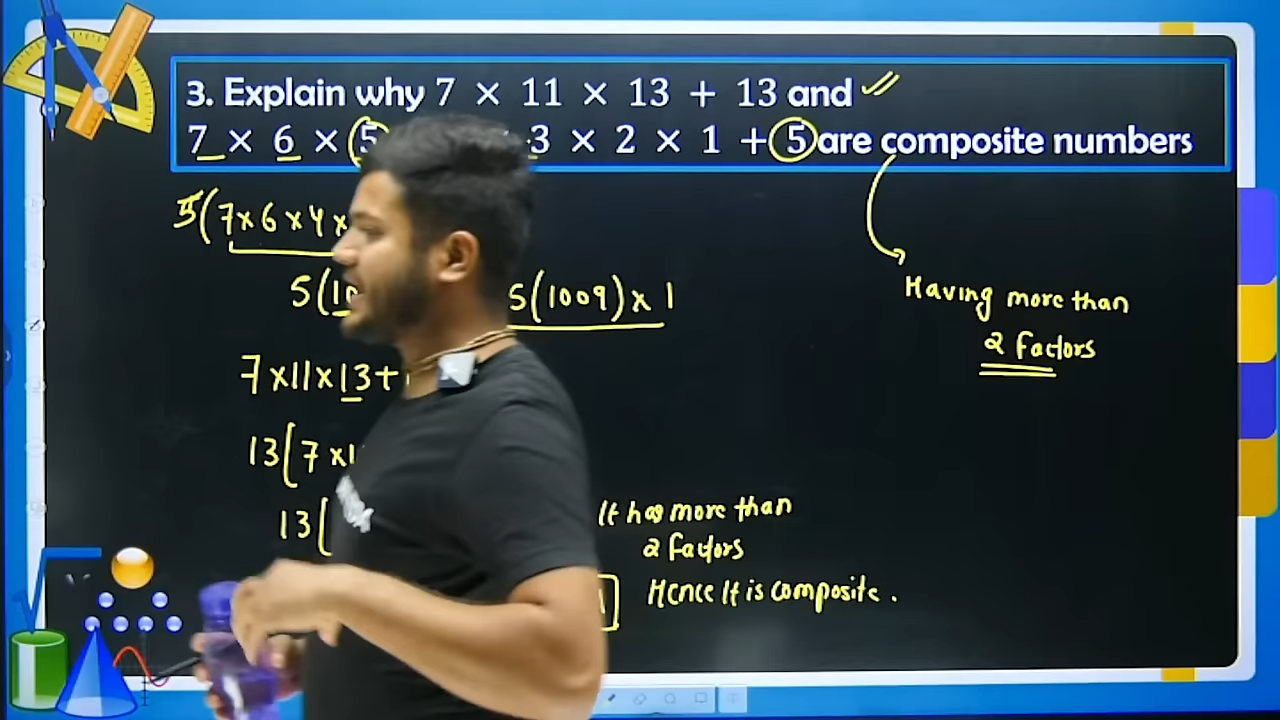 3. Explain why 7 × 11 × 13 + 13 and
7 × 6 × 5 3 × 2 × 1 + 5 are composite numbers
5(7×6×4×
5(10 5(1009)×1
Having more than
2 factors
7×11×13+
13(7×1
13(
It has more than
2 factors
Hence It is composite.